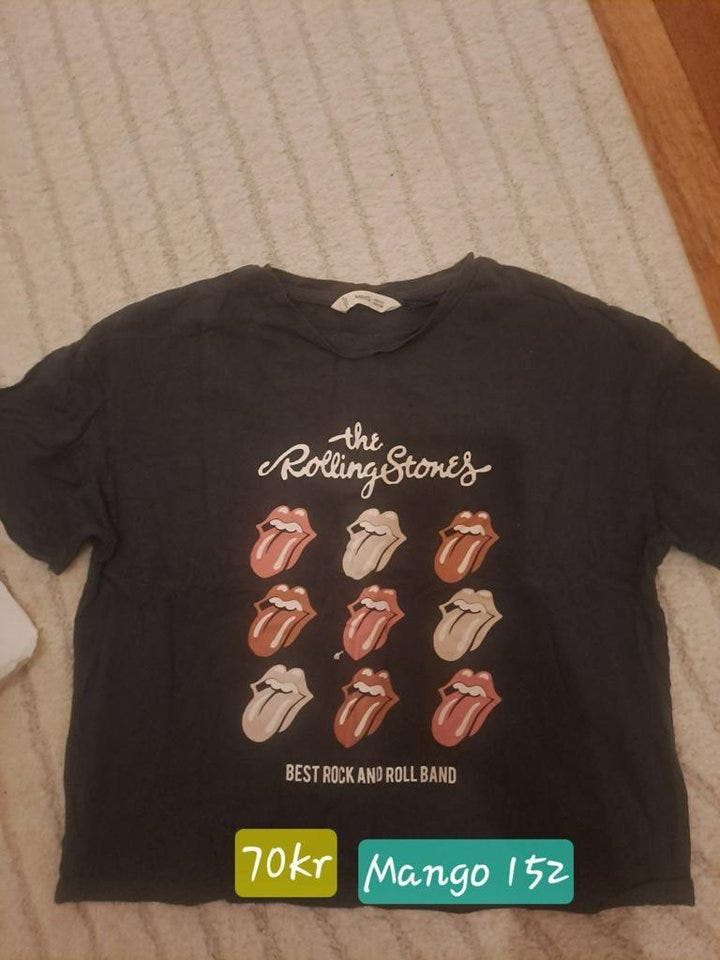 the
Rolling Stones
BEST ROCK AND ROLL BAND
70kr
Mango 152